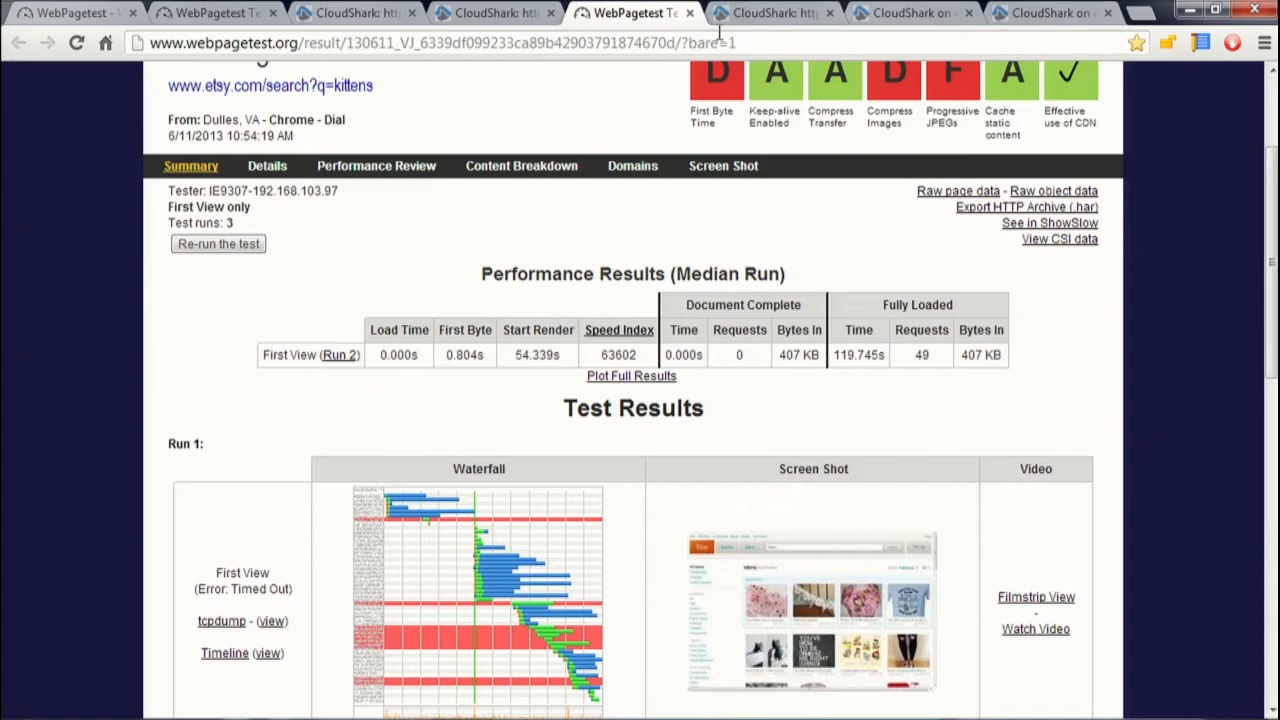 WebPagetest - V
WebPagetest Te
CloudShark: http
CloudShark: http
WebPagetest Te
CloudShark: http
CloudShark on
CloudShark on
www.webpagetest.org/result/130611_VJ_6339d1999233ca89b42903791874670d/?bare=1
www.etsy.com/search?q=kittens
D A A D F A ✓
First Byte Time
Keep-alive Enabled
Compress Transfer
Compress Images
Progressive JPEGs
Cache static content
Effective use of CDN
From: Dulles, VA - Chrome - Dial
6/11/2013 10:54:19 AM
Summary Details Performance Review Content Breakdown Domains Screen Shot
Tester: IE9307-192.168.103.97
First View only
Test runs: 3
Re-run the test
Raw page data - Raw object data
Export HTTP Archive (.har)
See in ShowSlow
View CSI data
Performance Results (Median Run)
Document Complete Fully Loaded
Load Time First Byte Start Render Speed Index Time Requests Bytes In Time Requests Bytes In
First View (Run 2) 0.000s 0.804s 54.339s 63602 0.000s 0 407 KB 119.745s 49 407 KB
Plot Full Results
Test Results
Run 1:
Waterfall Screen Shot Video
First View
(Error: Timed Out)
tcpdump - (view)
Timeline (view)
Etsy
Filmstrip View
-
Watch Video